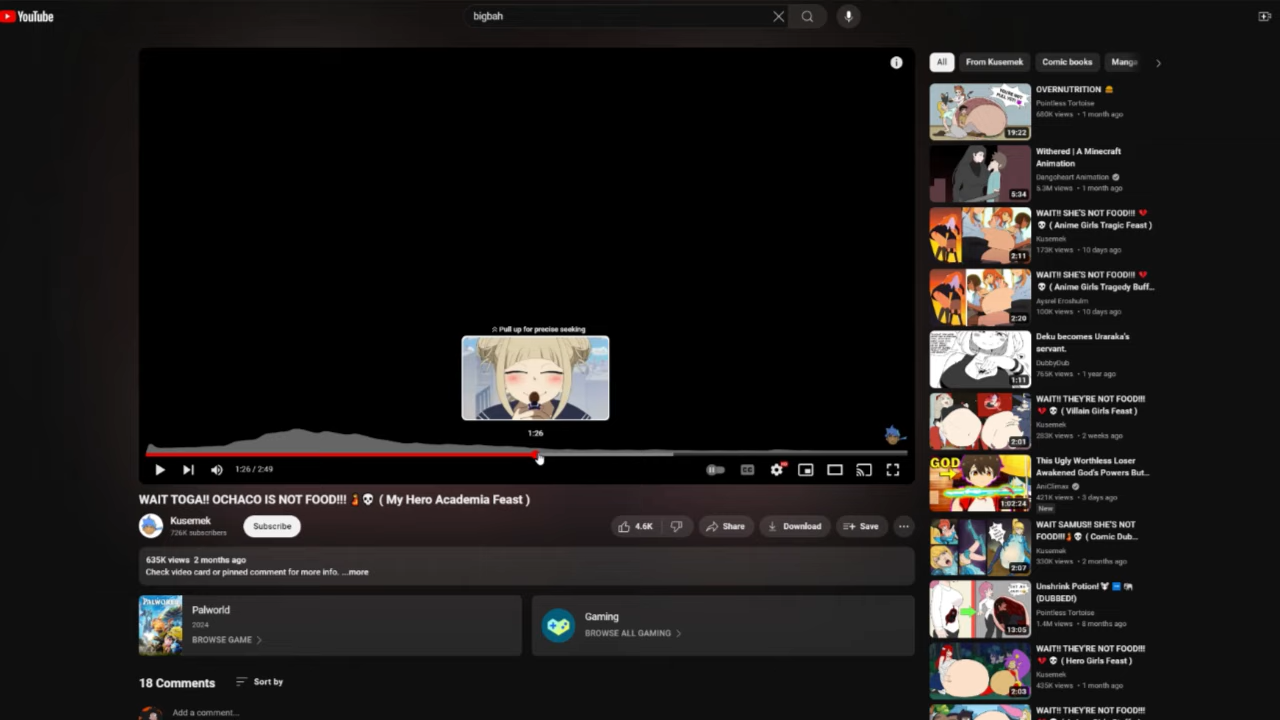 YouTube
bigbah
Pull up for precise seeking
1:26
1:26 / 2:49
CC
WAIT TOGA!! OCHACO IS NOT FOOD!!! ( My Hero Academia Feast )
Kusemek
726K subscribers
Subscribe
4.6K
Share
Download
Save
635K views 2 months ago
Check video card or pinned comment for more info. ...more
PALWORLD
Palworld
2024
BROWSE GAME
Gaming
BROWSE ALL GAMING
18 Comments
Sort by
Add a comment...
All
From Kusemek
Comic books
Manga
19:22
OVERNUTRITION
Pointless Tortoise
680K views • 1 month ago
5:34
Withered | A Minecraft
Animation
Dangoheart Animation
5.3M views • 1 month ago
2:11
WAIT!! SHE'S NOT FOOD!!!
( Anime Girls Tragic Feast )
Kusemek
173K views • 10 days ago
2:20
WAIT!! SHE'S NOT FOOD!!!
( Anime Girls Tragedy Buff...
100K views • 10 days ago
1:11
Deku becomes Uraraka's
servant.
DubbyDub
765K views • 1 year ago
2:01
WAIT!! THEY'RE NOT FOOD!!!
( Villain Girls Feast )
Kusemek
283K views • 2 weeks ago
GOD
1:02:24
This Ugly Worthless Loser
Awakened God's Powers But...
AniClimax
421K views • 3 days ago
New
2:07
WAIT SAMUS!! SHE'S NOT
FOOD!!! ( Comic Dub...
Kusemek
330K views • 2 months ago
13:05
Unshrink Potion!
(DUBBED!)
Pointless Tortoise
1.4M views • 8 months ago
2:03
WAIT!! THEY'RE NOT FOOD!!!
( Hero Girls Feast )
Kusemek
435K views • 1 month ago
WAIT!! THEY'RE NOT FOOD!!!